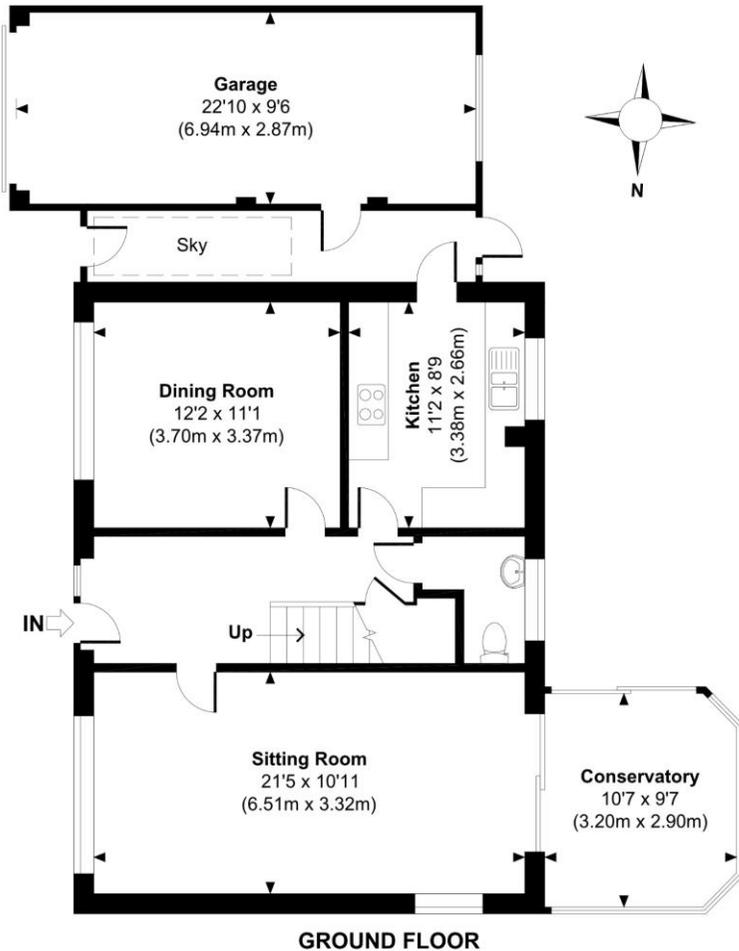 Garage
22'10 x 9'6
(6.94m x 2.87m)
N
Sky
Dining Room
12'2 x 11'1
(3.70m x 3.37m)
Kitchen
11'2 x 8'9
(3.38m x 2.66m)
IN
Up
Sitting Room
21'5 x 10'11
(6.51m x 3.32m)
Conservatory
10'7 x 9'7
(3.20m x 2.90m)
GROUND FLOOR